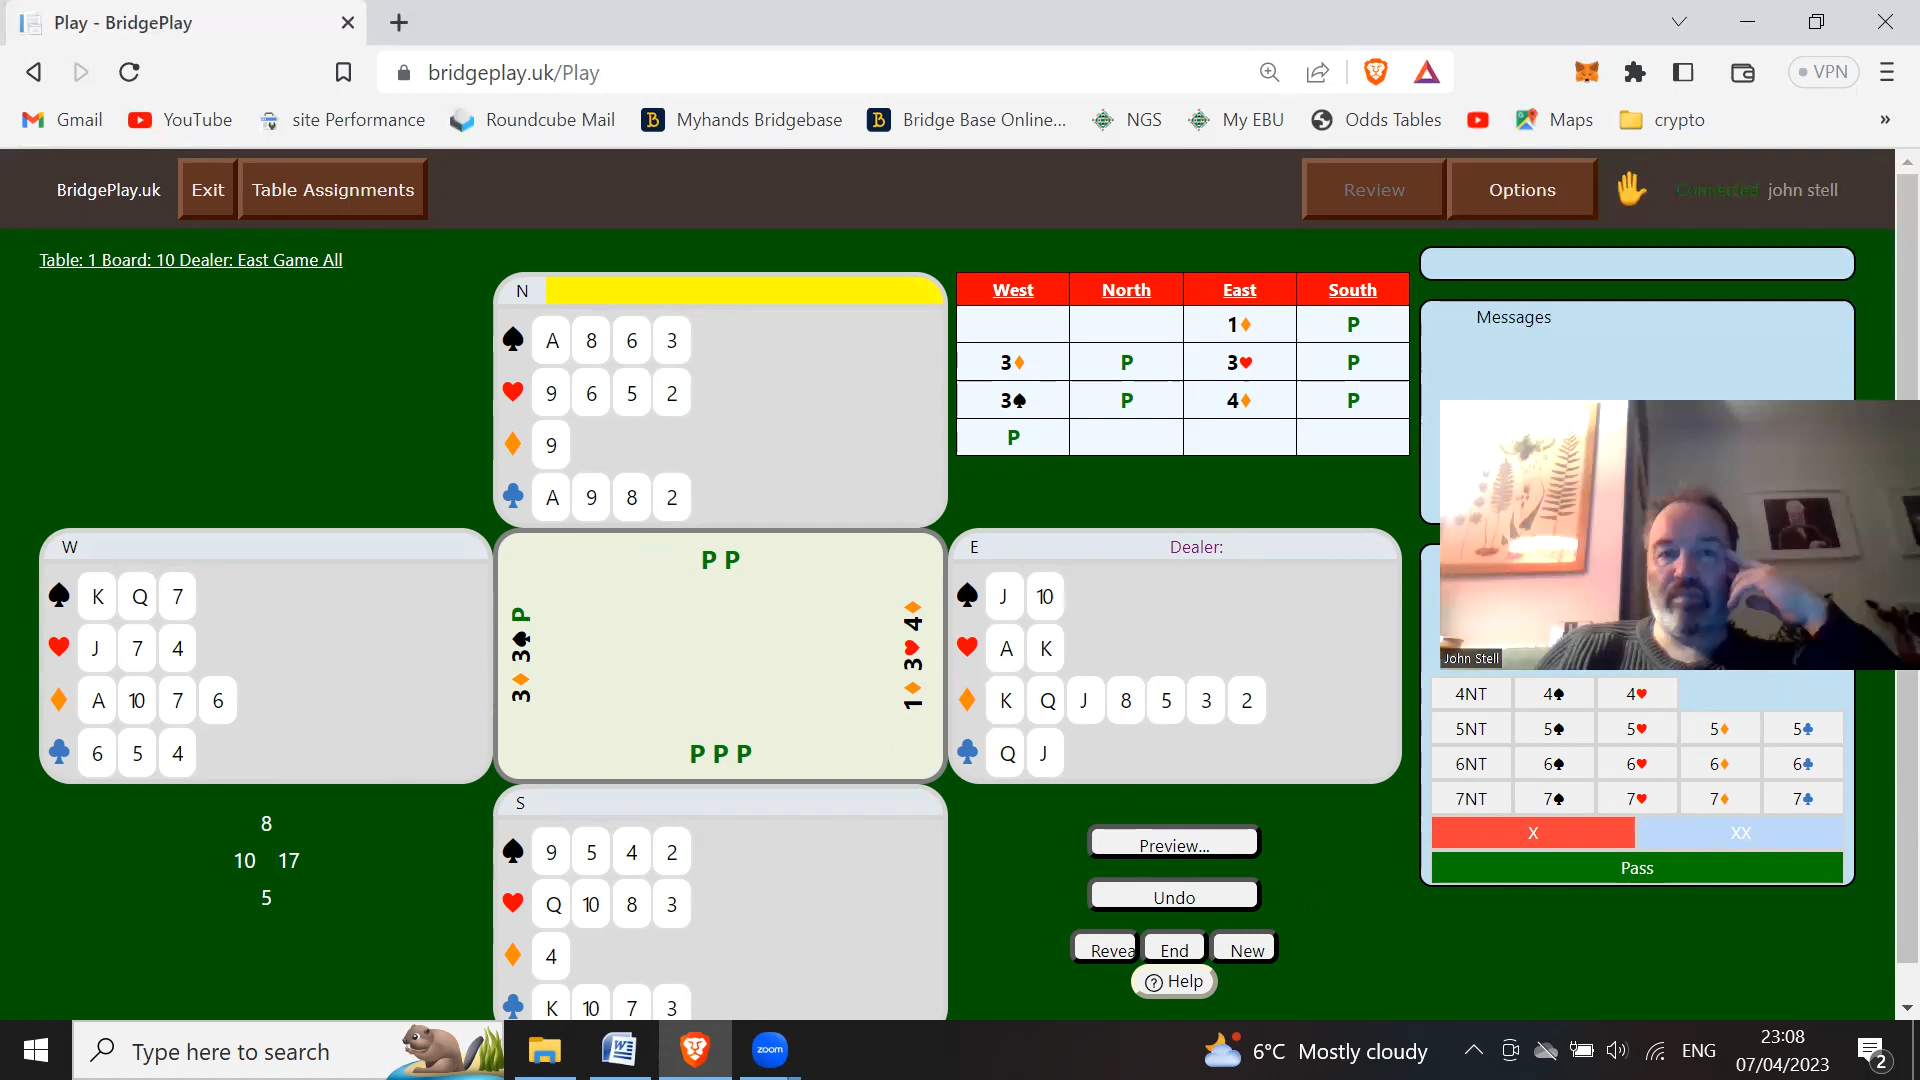 Play - BridgePlay
bridgeplay.uk/Play
VPN
Gmail YouTube site Performance Roundcube Mail Myhands Bridgebase Bridge Base Online... NGS My EBU Odds Tables Maps crypto »
BridgePlay.uk Exit Table Assignments Review Options Connected john stell
Table: 1 Board: 10 Dealer: East Game All
N
♠ A 8 6 3
♥ 9 6 5 2
♦ 9
♣ A 9 8 2
West North East South
1♦ P
3♦ P 3♥ P
3♠ P 4♦ P
P
Messages
W
♠ K Q 7
♥ J 7 4
♦ A 10 7 6
♣ 6 5 4
P P
3♦ 3♠ P
1♦ 3♥ 4♦
P P P
E Dealer:
♠ J 10
♥ A K
♦ K Q J 8 5 3 2
♣ Q J
John Stell
S
♠ 9 5 4 2
♥ Q 10 8 3
♦ 4
♣ K 10 7 3
8
10 17
5
Preview...
Undo
Revea End New
Help
4NT 4♠ 4♥
5NT 5♠ 5♥ 5♦ 5♣
6NT 6♠ 6♥ 6♦ 6♣
7NT 7♠ 7♥ 7♦ 7♣
X XX
Pass
Type here to search
W
zoom
6°C Mostly cloudy
ENG
23:08
07/04/2023
2